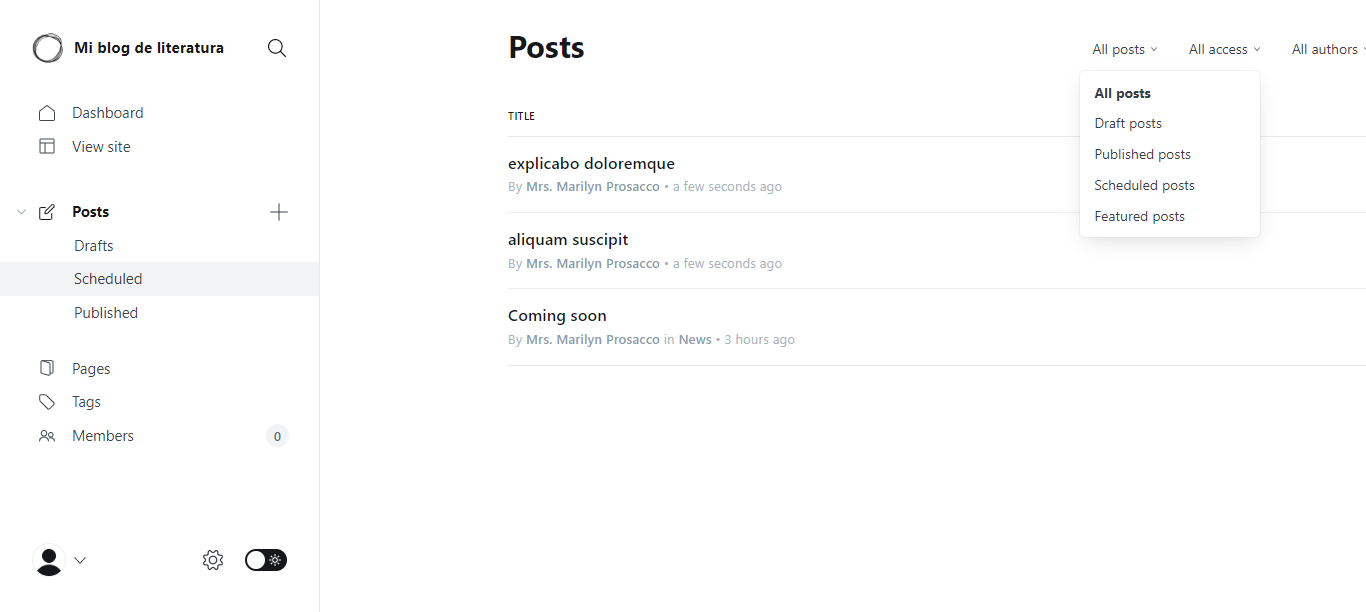 Mi blog de literatura
Dashboard
View site
Posts
Drafts
Scheduled
Published
Pages
Tags
Members
0
Posts
All posts
All access
All authors
All posts
Draft posts
Published posts
Scheduled posts
Featured posts
TITLE
explicabo doloremque
By Mrs. Marilyn Prosacco • a few seconds ago
aliquam suscipit
By Mrs. Marilyn Prosacco • a few seconds ago
Coming soon
By Mrs. Marilyn Prosacco in News • 3 hours ago